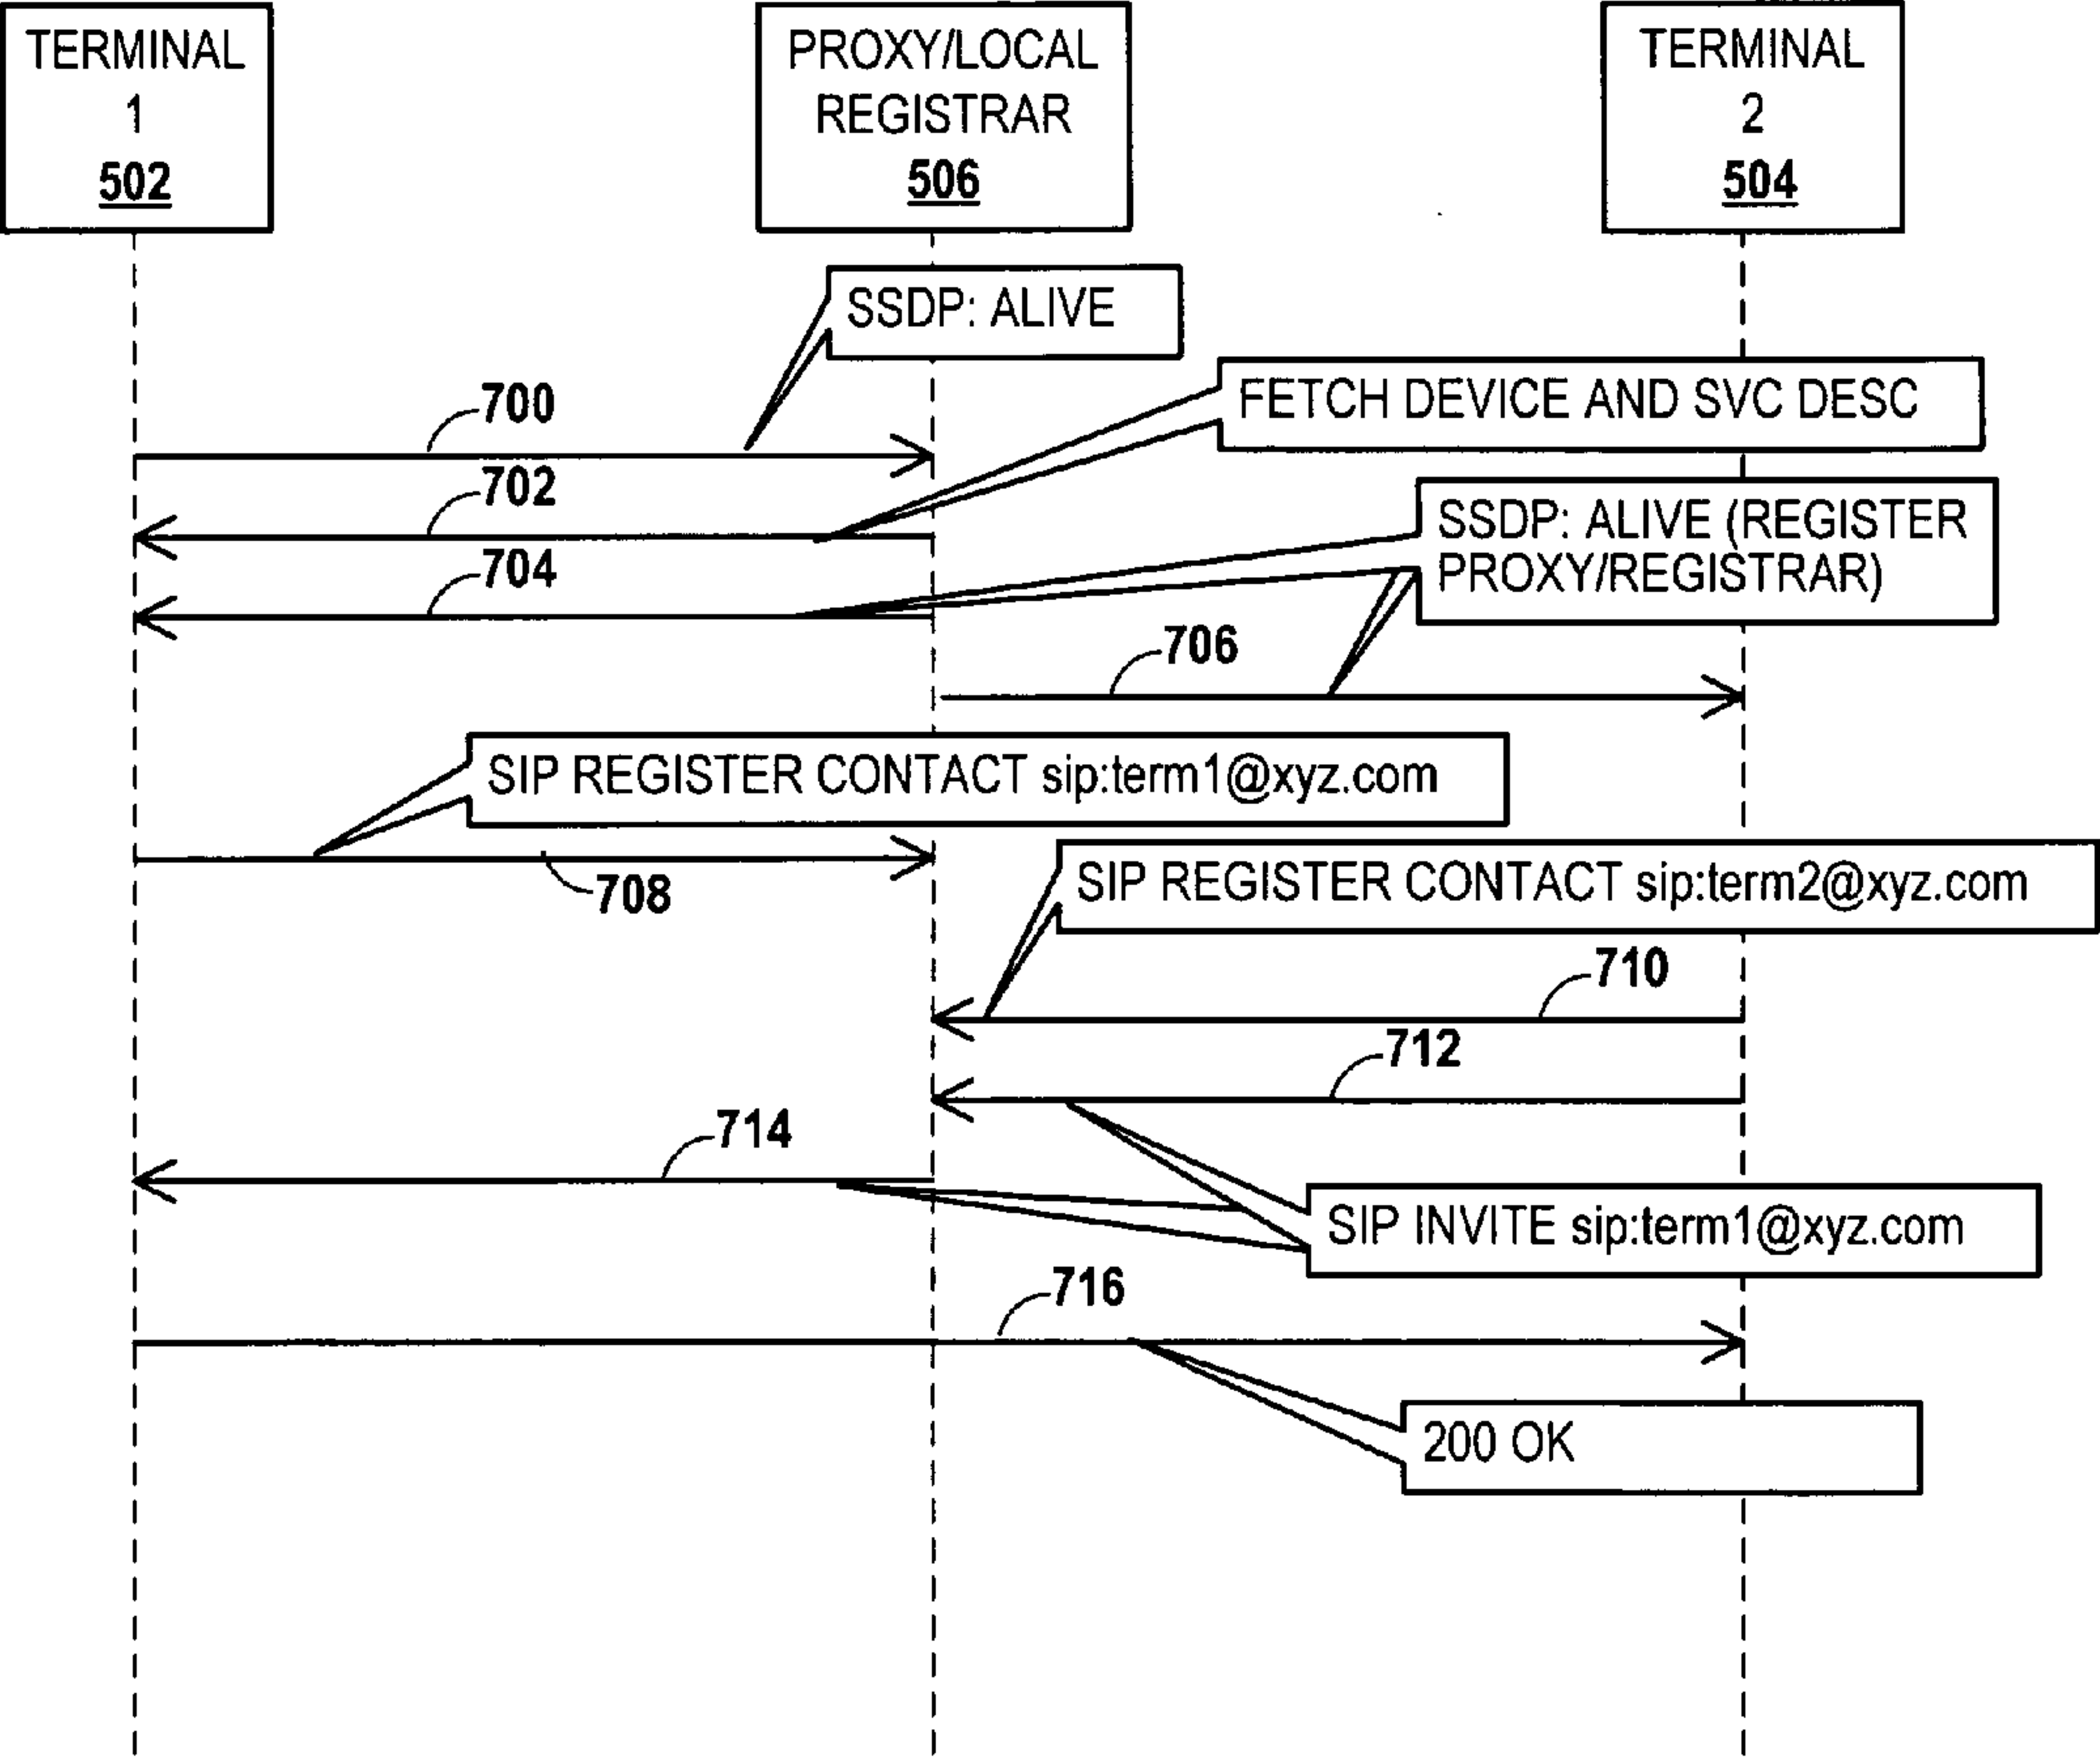 TERMINAL
1
502
PROXY/LOCAL
REGISTRAR
506
TERMINAL
2
504
SSDP: ALIVE
700
FETCH DEVICE AND SVC DESC
702
SSDP: ALIVE (REGISTER
PROXY/REGISTRAR)
704
706
SIP REGISTER CONTACT sip:term1@xyz.com
708
SIP REGISTER CONTACT sip:term2@xyz.com
710
712
714
SIP INVITE sip:term1@xyz.com
716
200 OK